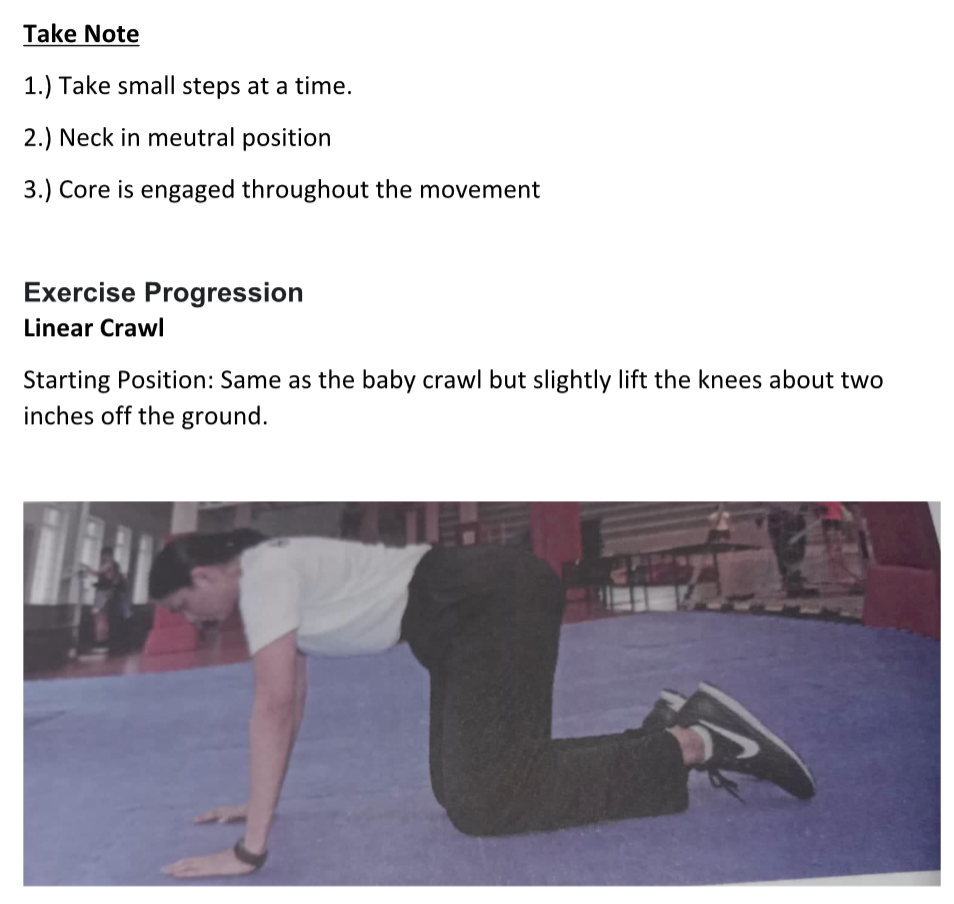 Take Note
1.) Take small steps at a time.
2.) Neck in meutral position
3.) Core is engaged throughout the movement
Exercise Progression
Linear Crawl
Starting Position: Same as the baby crawl but slightly lift the knees about two
inches off the ground.